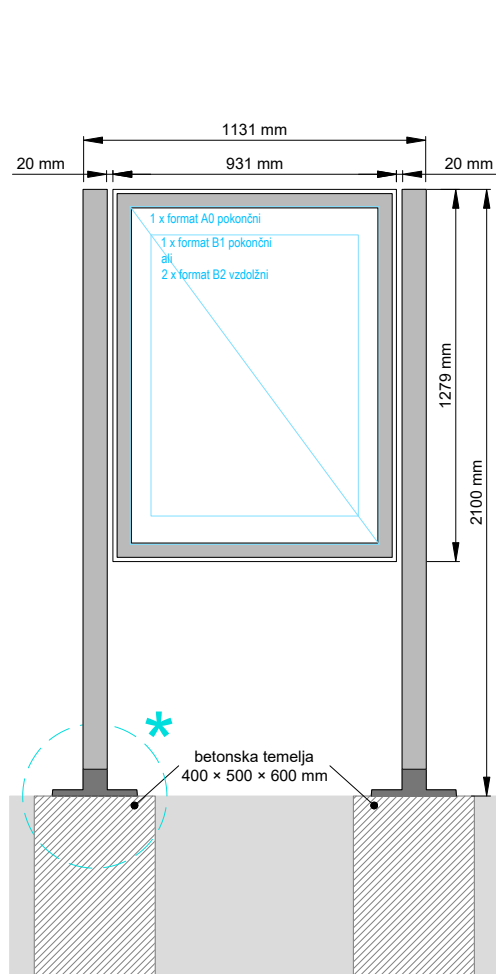 1131 mm
20 mm
931 mm
20 mm
1 x format A0 pokončni
1 x format B1 pokončni
ali
2 x format B2 vzdolžni
1279 mm
2100 mm
*
betonska temelja
400 × 500 × 600 mm